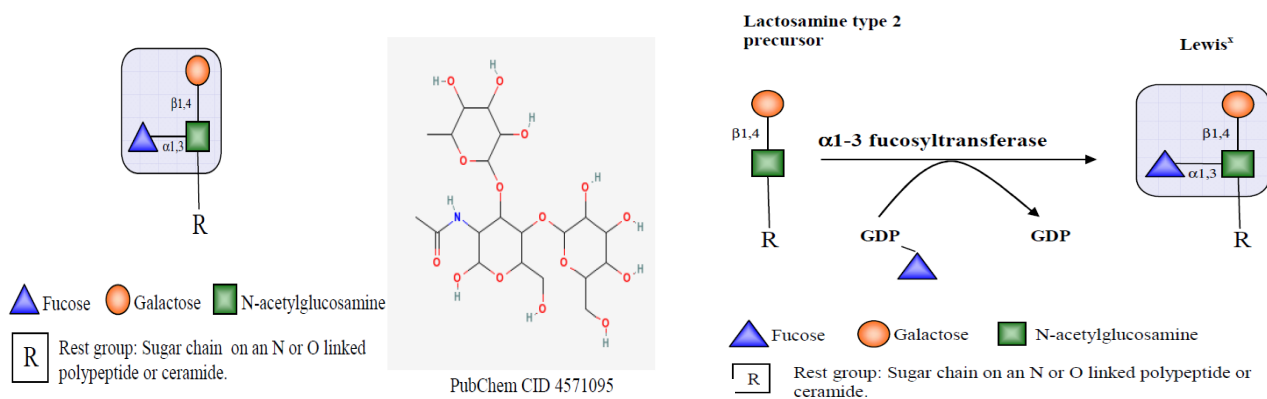 β1,4
α1,3
R
Fucose Galactose N-acetylglucosamine
R Rest group: Sugar chain on an N or O linked
polypeptide or ceramide.
H
O
H
O
O
H
O
O
H
N
O
O
H
O
H
O
H
O
H
O
O
O
H
O
H
O
H
O
H
PubChem CID 4571095
Lactosamine type 2
precursor
Lewisˣ
β1,4
α1-3 fucosyltransferase
β1,4
α1,3
R
GDP GDP
R
Fucose Galactose N-acetylglucosamine
R Rest group: Sugar chain on an N or O linked polypeptide or
ceramide.